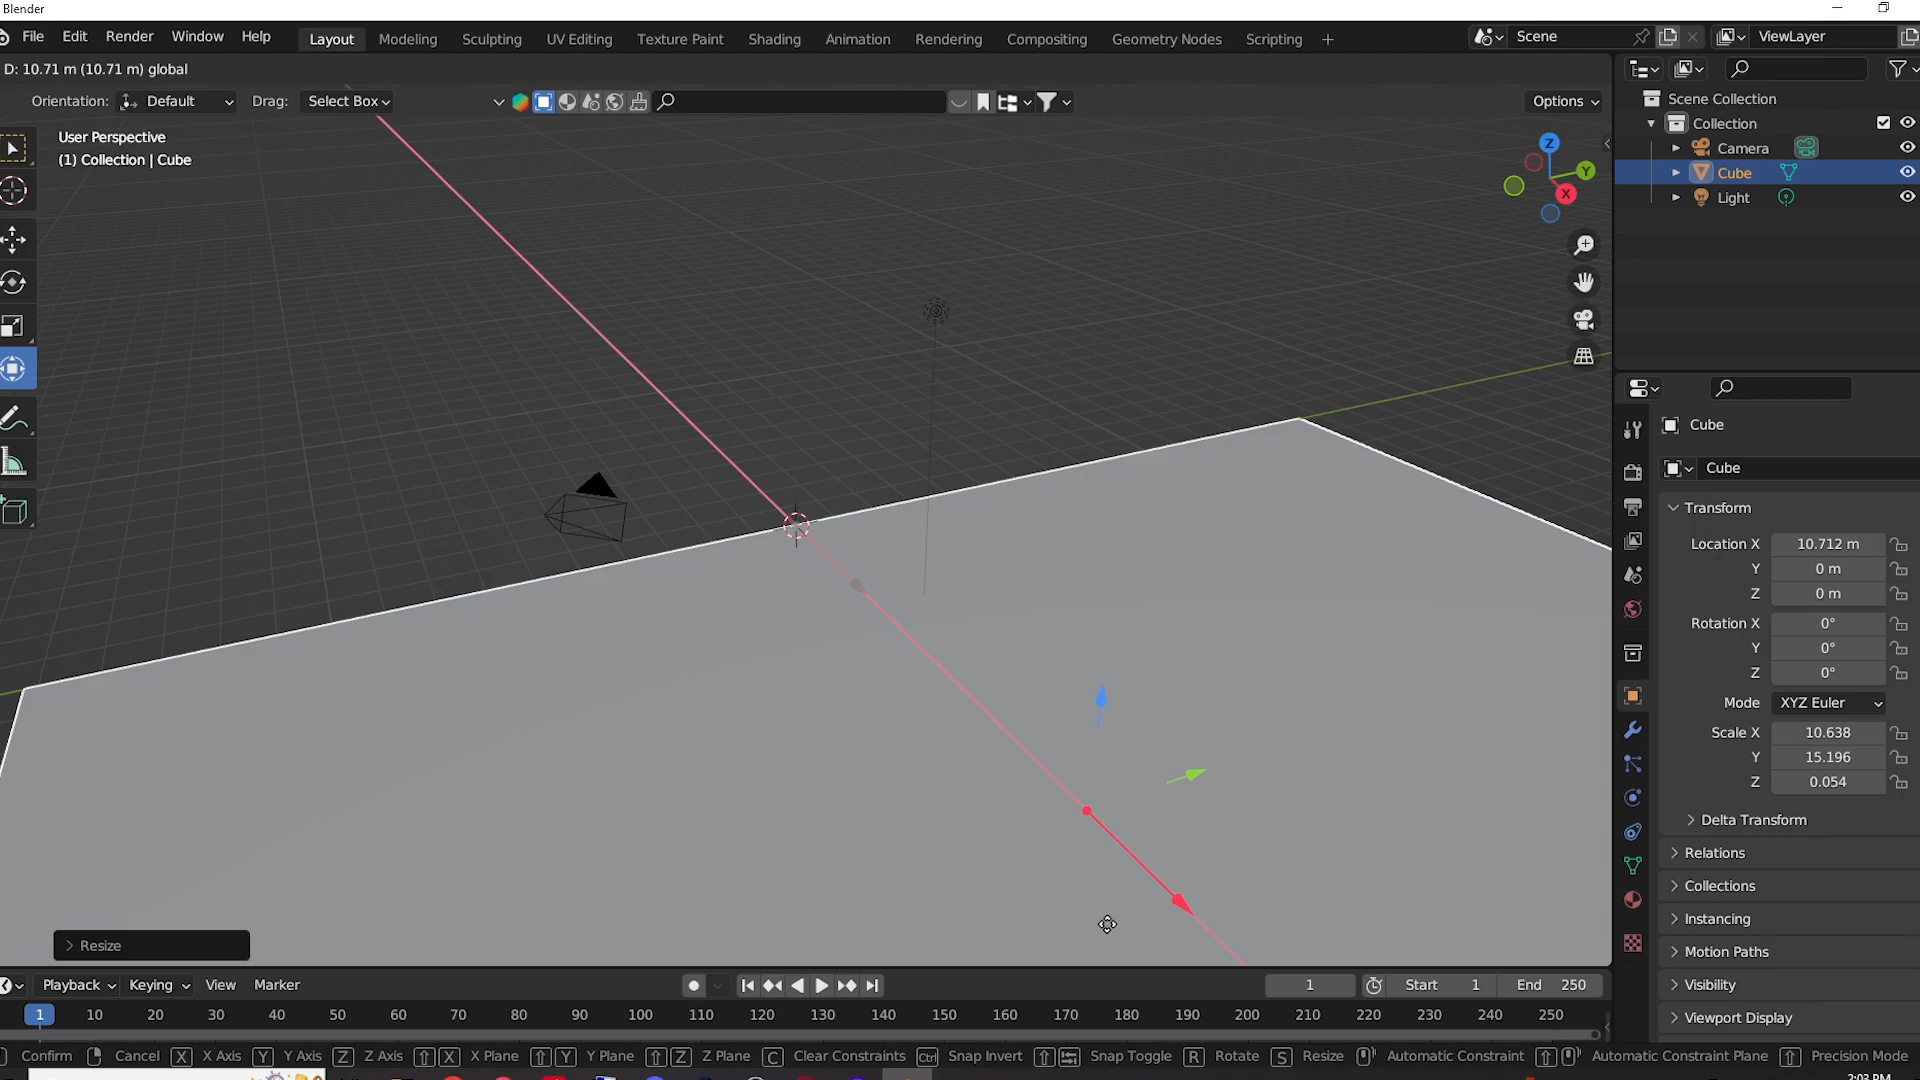 Blender
File Edit Render Window Help Layout Modeling Sculpting UV Editing Texture Paint Shading Animation Rendering Compositing Geometry Nodes Scripting + Scene ViewLayer
D: 10.71 m (10.71 m) global
Orientation: Default Drag: Select Box Options
User Perspective
(1) Collection | Cube
Z
Y
X
Scene Collection
Collection
Camera
Cube
Light
Cube
Cube
Transform
Location X 10.712 m
Y 0 m
Z 0 m
Rotation X 0°
Y 0°
Z 0°
Mode XYZ Euler
Scale X 10.638
Y 15.196
Z 0.054
Delta Transform
Relations
Collections
Instancing
Motion Paths
Visibility
Viewport Display
Resize
Playback Keying View Marker 1 Start 1 End 250
1 10 20 30 40 50 60 70 80 90 100 110 120 130 140 150 160 170 180 190 200 210 220 230 240 250
Confirm Cancel X X Axis Y Y Axis Z Z Axis X X Plane Y Y Plane Z Z Plane C Clear Constraints Ctrl Snap Invert Snap Toggle R Rotate S Resize Automatic Constraint Automatic Constraint Plane Precision Mode
2:03 PM